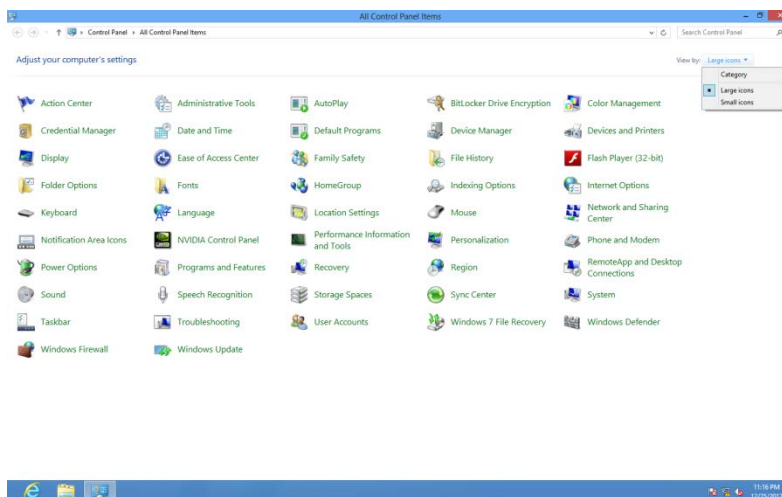 All Control Panel Items
Control Panel All Control Panel Items
Search Control Panel
Adjust your computer's settings
View by: Large icons
Category
Large icons
Small icons
Action Center Administrative Tools AutoPlay BitLocker Drive Encryption Color Management
Credential Manager Date and Time Default Programs Device Manager Devices and Printers
Display Ease of Access Center Family Safety File History Flash Player (32-bit)
Folder Options Fonts HomeGroup Indexing Options Internet Options
Keyboard Language Location Settings Mouse Network and Sharing
Center
Notification Area Icons NVIDIA Control Panel Performance Information
and Tools
Personalization Phone and Modem
Power Options Programs and Features Recovery Region RemoteApp and Desktop
Connections
Sound Speech Recognition Storage Spaces Sync Center System
Taskbar Troubleshooting User Accounts Windows 7 File Recovery Windows Defender
Windows Firewall Windows Update
11:16 PM